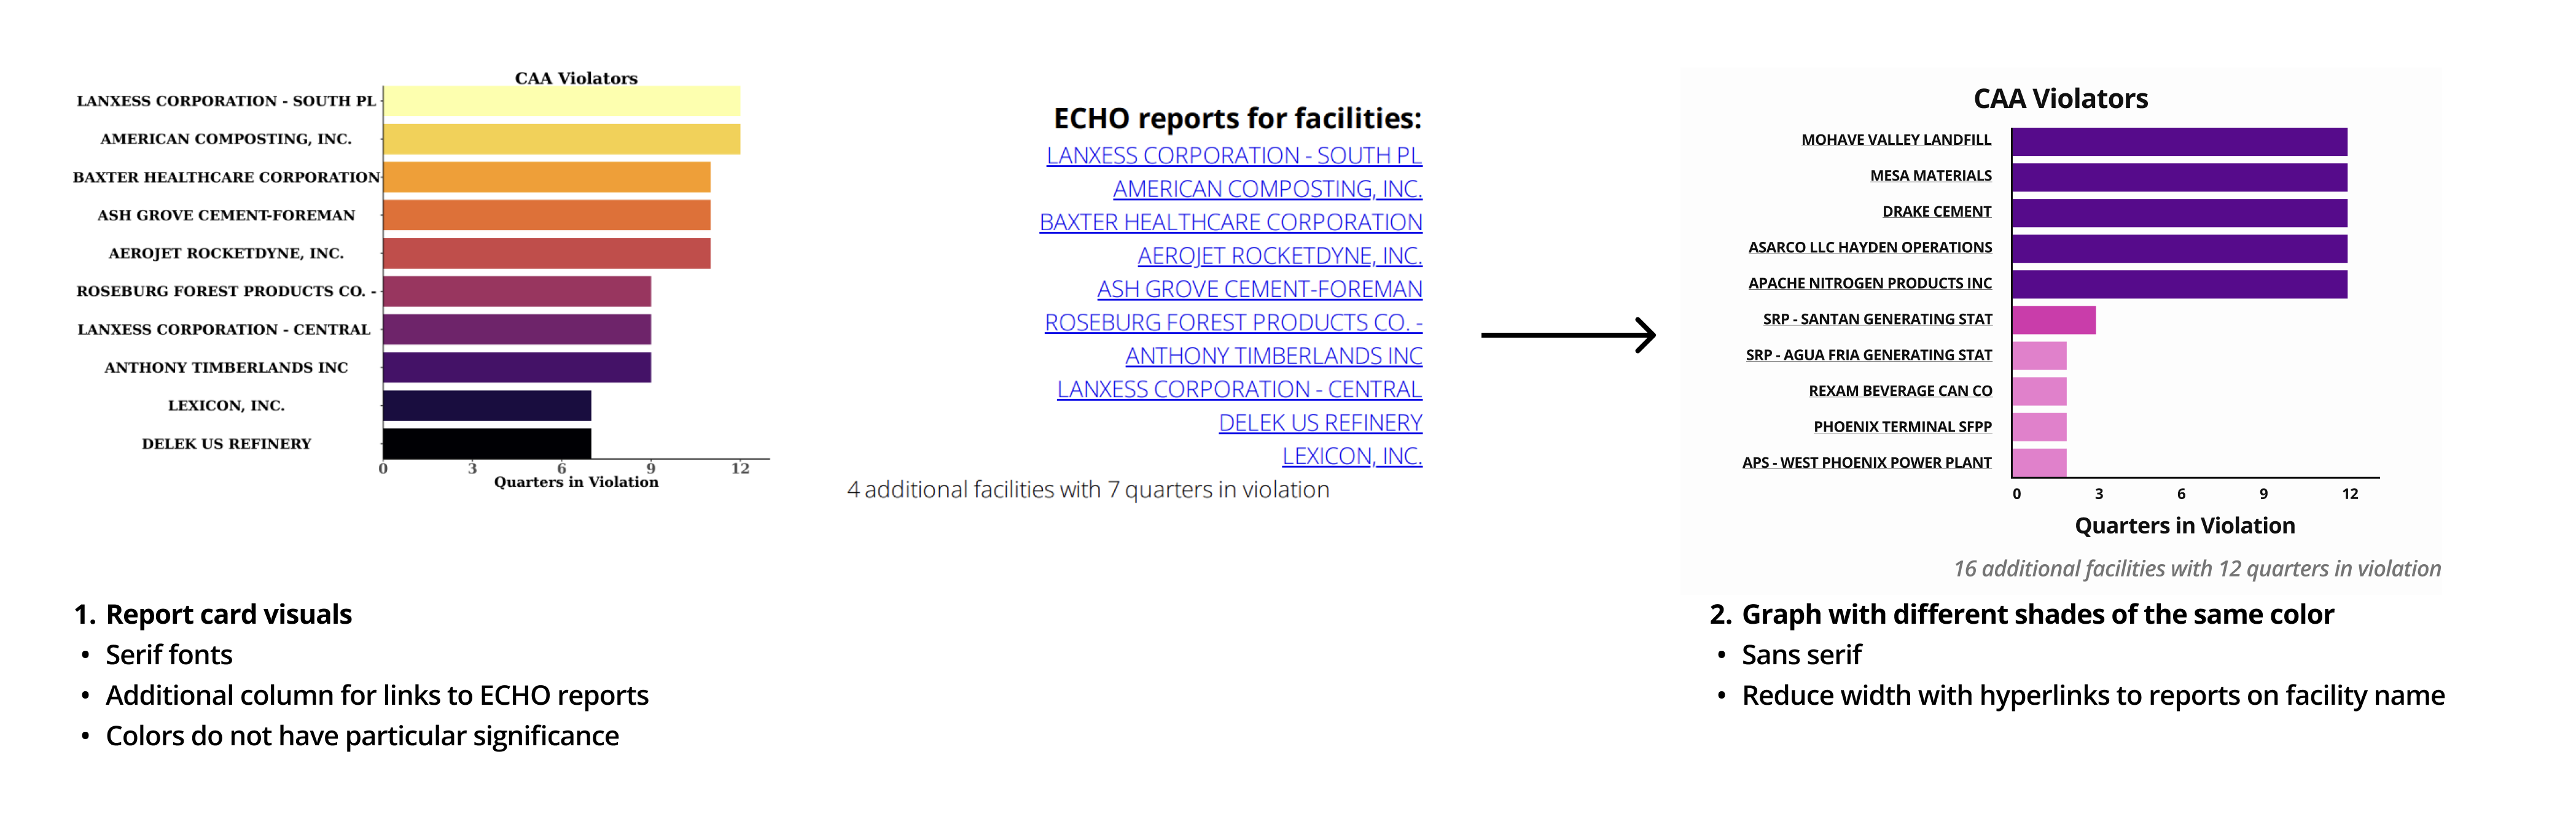 CAA Violators
LANXESS CORPORATION - SOUTH PL
AMERICAN COMPOSTING, INC.
BAXTER HEALTHCARE CORPORATION
ASH GROVE CEMENT-FOREMAN
AEROJET ROCKETDYNE, INC.
ROSEBURG FOREST PRODUCTS CO. -
LANXESS CORPORATION - CENTRAL
ANTHONY TIMBERLANDS INC
LEXICON, INC.
DELEK US REFINERY
0 3 6 9 12
Quarters in Violation
ECHO reports for facilities:
LANXESS CORPORATION - SOUTH PL
AMERICAN COMPOSTING, INC.
BAXTER HEALTHCARE CORPORATION
AEROJET ROCKETDYNE, INC.
ASH GROVE CEMENT-FOREMAN
ROSEBURG FOREST PRODUCTS CO. -
ANTHONY TIMBERLANDS INC
LANXESS CORPORATION - CENTRAL
DELEK US REFINERY
LEXICON, INC.
4 additional facilities with 7 quarters in violation
CAA Violators
MOHAVE VALLEY LANDFILL
MESA MATERIALS
DRAKE CEMENT
ASARCO LLC HAYDEN OPERATIONS
APACHE NITROGEN PRODUCTS INC
SRP - SANTAN GENERATING STAT
SRP - AGUA FRIA GENERATING STAT
REXAM BEVERAGE CAN CO
PHOENIX TERMINAL SFPP
APS - WEST PHOENIX POWER PLANT
0 3 6 9 12
Quarters in Violation
16 additional facilities with 12 quarters in violation
1. Report card visuals
• Serif fonts
• Additional column for links to ECHO reports
• Colors do not have particular significance
2. Graph with different shades of the same color
• Sans serif
• Reduce width with hyperlinks to reports on facility name